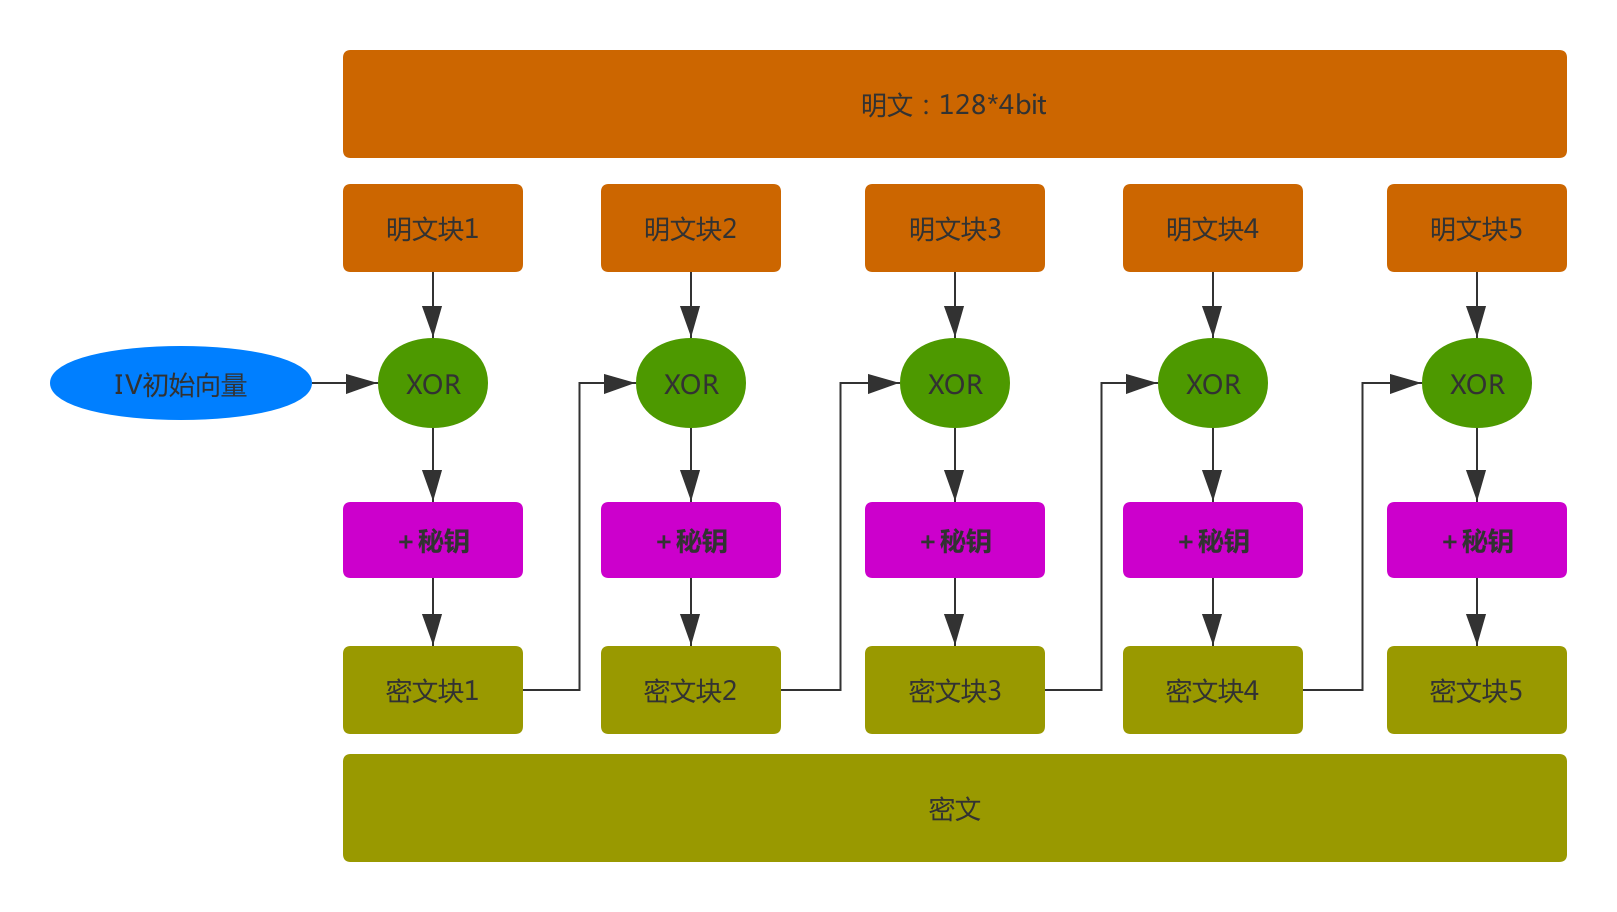 明文：128*4bit
明文块1
明文块2
明文块3
明文块4
明文块5
IV初始向量
XOR
XOR
XOR
XOR
XOR
+秘钥
+秘钥
+秘钥
+秘钥
+秘钥
密文块1
密文块2
密文块3
密文块4
密文块5
密文